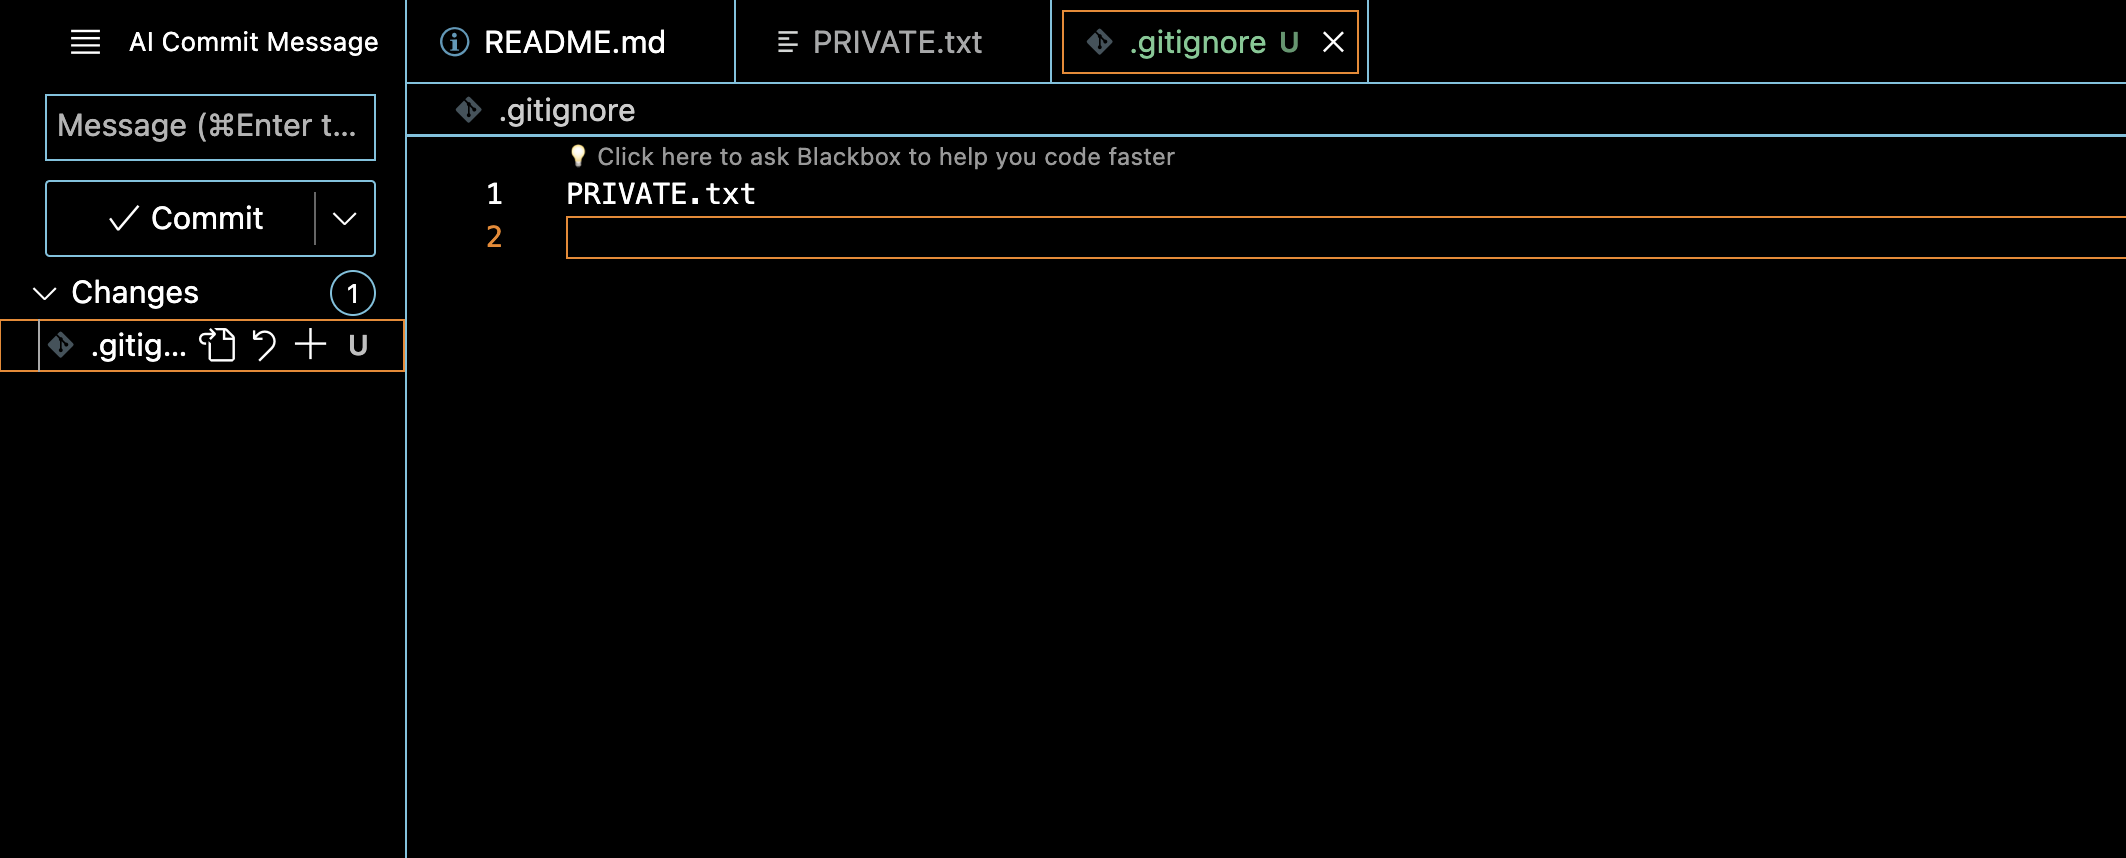 AI Commit Message
Message (⌘Enter t...
Commit
Changes 1
.gitig... U
README.md
PRIVATE.txt
.gitignore U
.gitignore
Click here to ask Blackbox to help you code faster
1 PRIVATE.txt
2